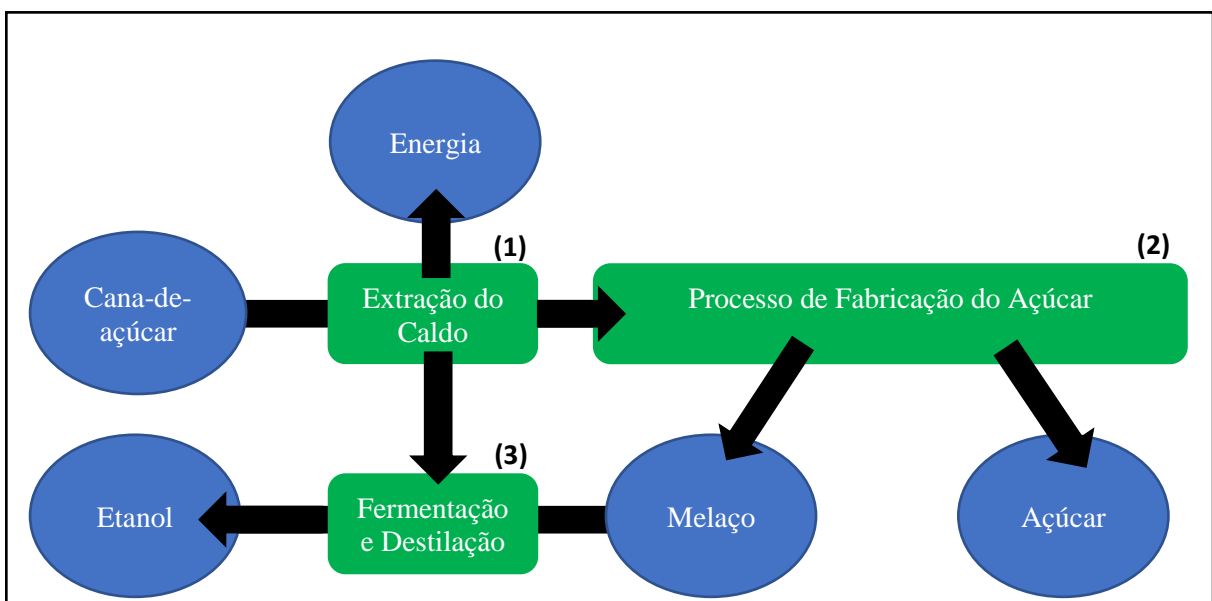 Energia
(1)
(2)
Cana-de-
açúcar
Extração do
Caldo
Processo de Fabricação do Açúcar
(3)
Etanol
Fermentação
e Destilação
Melaço
Açúcar